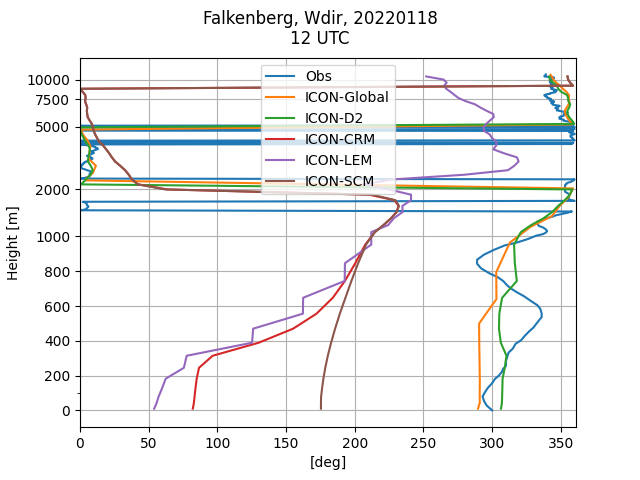 Falkenberg, Wdir, 20220118
12 UTC
Obs
ICON-Global
ICON-D2
ICON-CRM
ICON-LEM
ICON-SCM
Height [m]
10000
7500
5000
2000
1000
800
600
400
200
0
0 50 100 150 200 250 300 350
[deg]